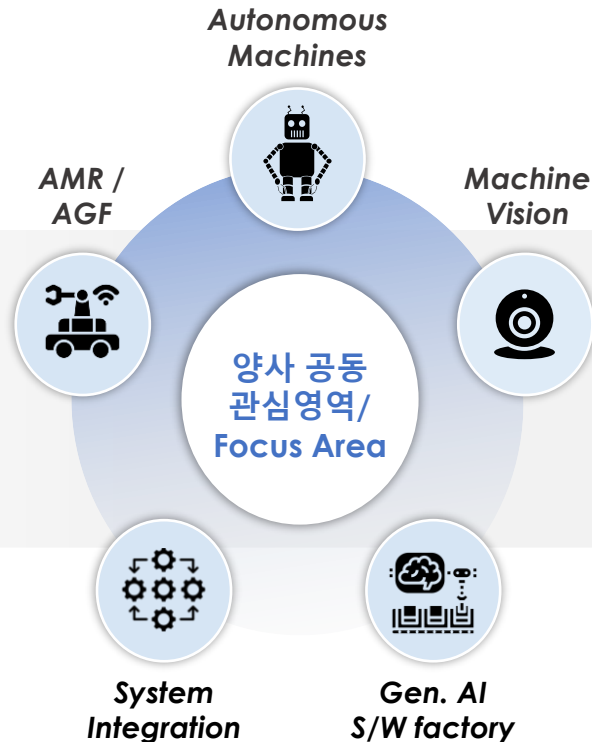 Autonomous
Machines
AMR /
AGF
Machine
Vision
양사 공동
관심영역/
Focus Area
System
Integration
Gen. AI
S/W factory